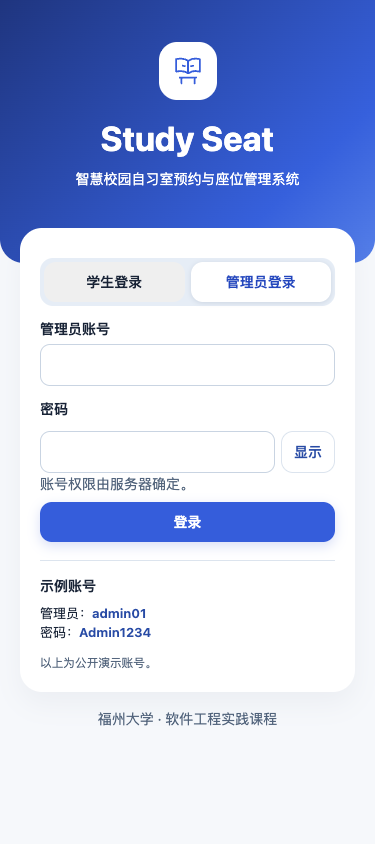 Study Seat
智慧校园自习室预约与座位管理系统
学生登录 管理员登录
管理员账号
密码
显示
账号权限由服务器确定。
登录
示例账号
管理员：admin01
密码：Admin1234
以上为公开演示账号。
福州大学 · 软件工程实践课程